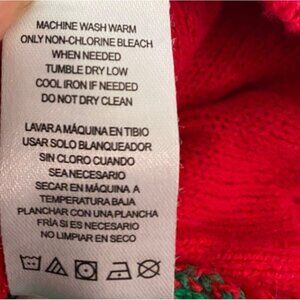 MACHINE WASH WARM
ONLY NON-CHLORINE BLEACH
WHEN NEEDED
TUMBLE DRY LOW
COOL IRON IF NEEDED
DO NOT DRY CLEAN
LAVAR A MÁQUINA EN TIBIO
USAR SOLO BLANQUEADOR
SIN CLORO CUANDO
SEA NECESARIO
SECAR EN MÁQUINA A
TEMPERATURA BAJA
PLANCHAR CON UNA PLANCHA
FRÍA SI ES NECESARIO
NO LIMPIAR EN SECO